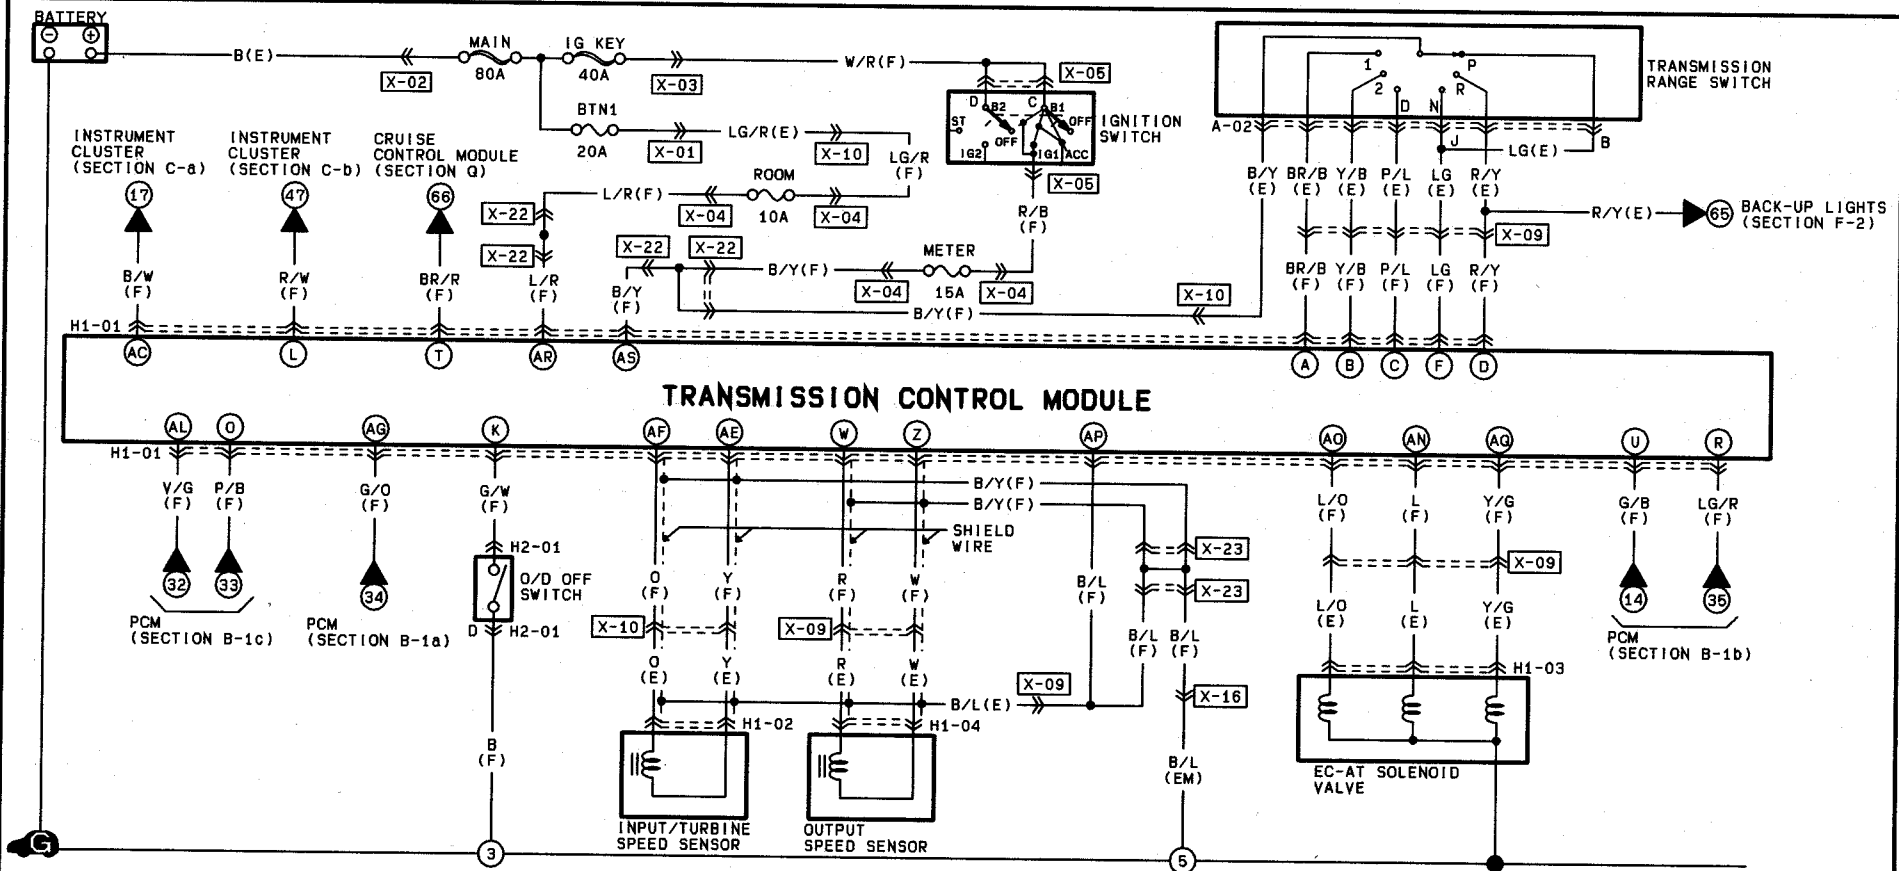 BATTERY
B(E)
X-02
MAIN
80A
IG KEY
40A
X-03
W/R(F)
X-05
D
B2
C
B1
ST
OFF
OFF
IG2
IG1
ACC
IGNITION
SWITCH
X-05
1
2
D
N
P
R
TRANSMISSION
RANGE SWITCH
A-02
J
B
LG(E)
BTN1
20A
X-01
LG/R(E)
X-10
LG/R
(F)
ROOM
10A
L/R(F)
X-04
X-04
X-22
X-22
L/R
(F)
INSTRUMENT
CLUSTER
(SECTION C-a)
17
B/W
(F)
INSTRUMENT
CLUSTER
(SECTION C-b)
47
R/W
(F)
CRUISE
CONTROL MODULE
(SECTION Q)
66
BR/R
(F)
X-22
X-22
B/Y
(F)
B/Y(F)
METER
15A
X-04
X-04
R/B
(F)
B/Y(F)
X-10
B/Y
(E)
BR/B
(E)
Y/B
(E)
P/L
(E)
LG
(E)
R/Y
(E)
R/Y(E)
65
BACK-UP LIGHTS
(SECTION F-2)
X-09
BR/B
(F)
Y/B
(F)
P/L
(F)
LG
(F)
R/Y
(F)
H1-01
AC
L
T
AR
AS
A
B
C
F
D
TRANSMISSION CONTROL MODULE
AL
O
AG
K
AF
AE
W
Z
AP
AO
AN
AQ
U
R
H1-01
V/G
(F)
P/B
(F)
G/O
(F)
G/W
(F)
32
33
34
PCM
(SECTION B-1c)
PCM
(SECTION B-1a)
H2-01
O/D OFF
SWITCH
D
H2-01
B
(F)
B/Y(F)
B/Y(F)
SHIELD
WIRE
O
(F)
Y
(F)
R
(F)
W
(F)
X-10
X-09
O
(E)
Y
(E)
R
(E)
W
(E)
B/L
(F)
X-23
X-23
B/L
(F)
B/L
(F)
B/L(E)
X-09
X-16
B/L
(EM)
H1-02
H1-04
INPUT/TURBINE
SPEED SENSOR
OUTPUT
SPEED SENSOR
L/O
(F)
L
(F)
Y/G
(F)
X-09
L/O
(E)
L
(E)
Y/G
(E)
H1-03
EC-AT SOLENOID
VALVE
G/B
(F)
LG/R
(F)
14
35
PCM
(SECTION B-1b)
G
3
5